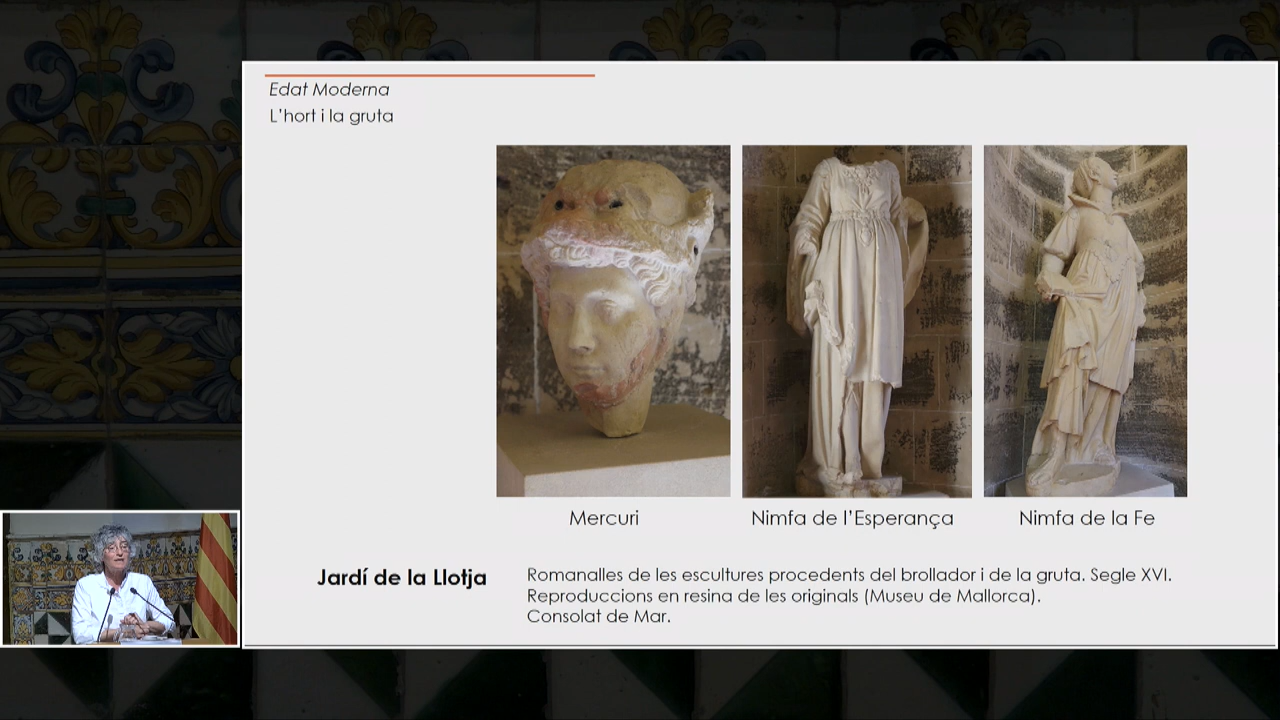 Edat Moderna
L'hort i la gruta
Mercuri
Nimfa de l'Esperança
Nimfa de la Fe
Jardí de la Llotja
Romanalles de les escultures procedents del brollador i de la gruta. Segle XVI.
Reproduccions en resina de les originals (Museu de Mallorca).
Consolat de Mar.